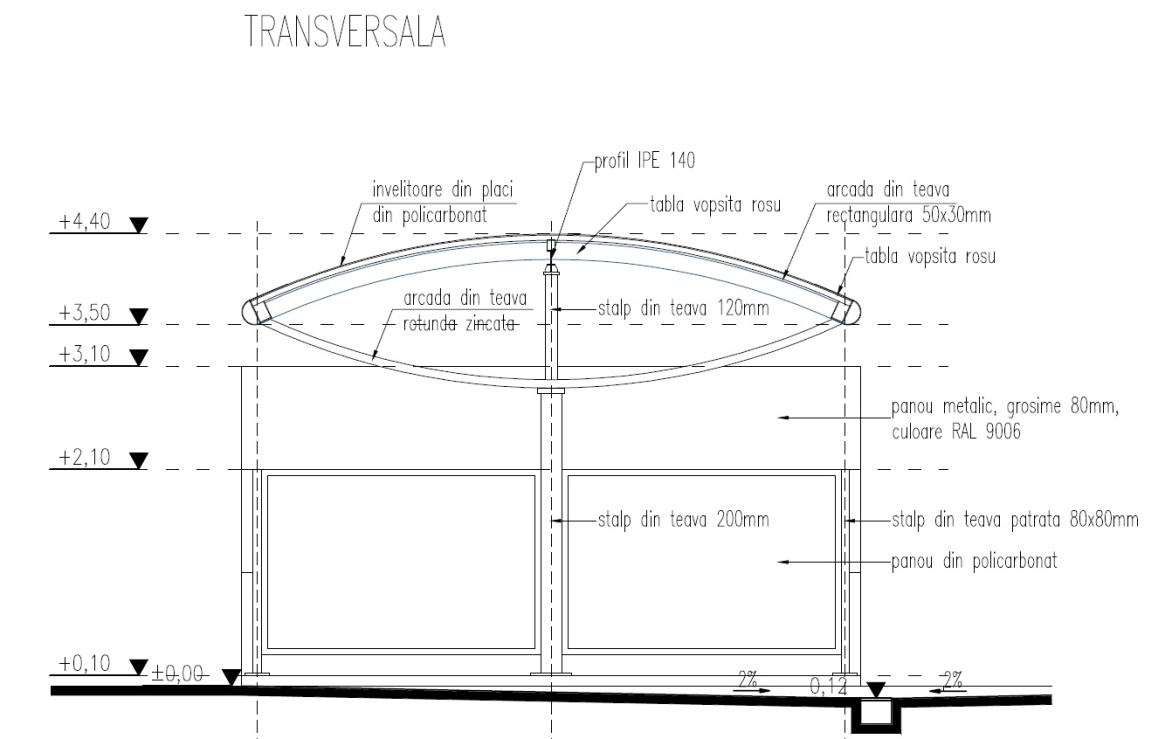 TRANSVERSALA
profil IPE 140
invelitoare din placi
din policarbonat
tabla vopsita rosu
arcada din teava
rectangulara 50x30mm
+4,40
tabla vopsita rosu
arcada din teava
rotunda zincata
stalp din teava 120mm
+3,50
+3,10
panou metalic, grosime 80mm,
culoare RAL 9006
+2,10
stalp din teava 200mm
stalp din teava patrata 80x80mm
panou din policarbonat
+0,10
±0,00
2%
0,12
2%